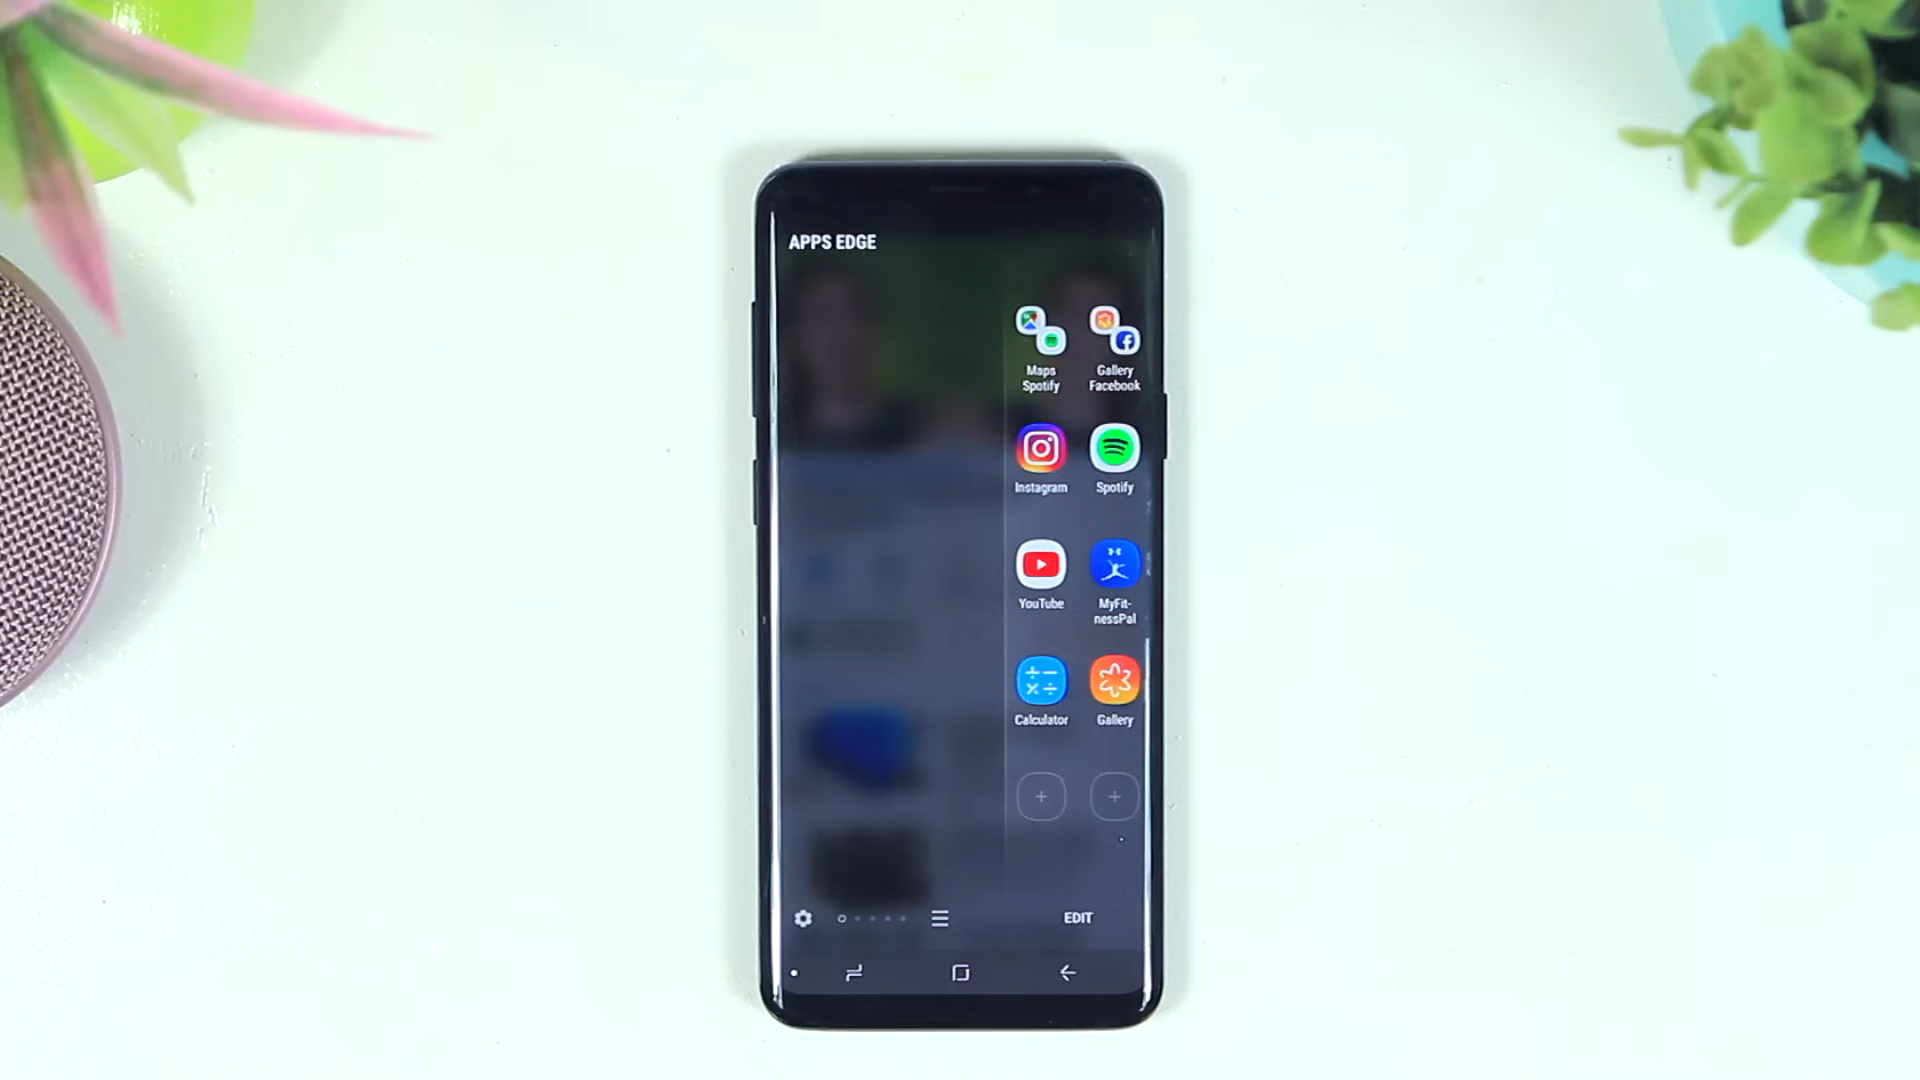 APPS EDGE
Maps
Spotify
Gallery
Facebook
Instagram
Spotify
YouTube
MyFit-
nessPal
Calculator
Gallery
EDIT